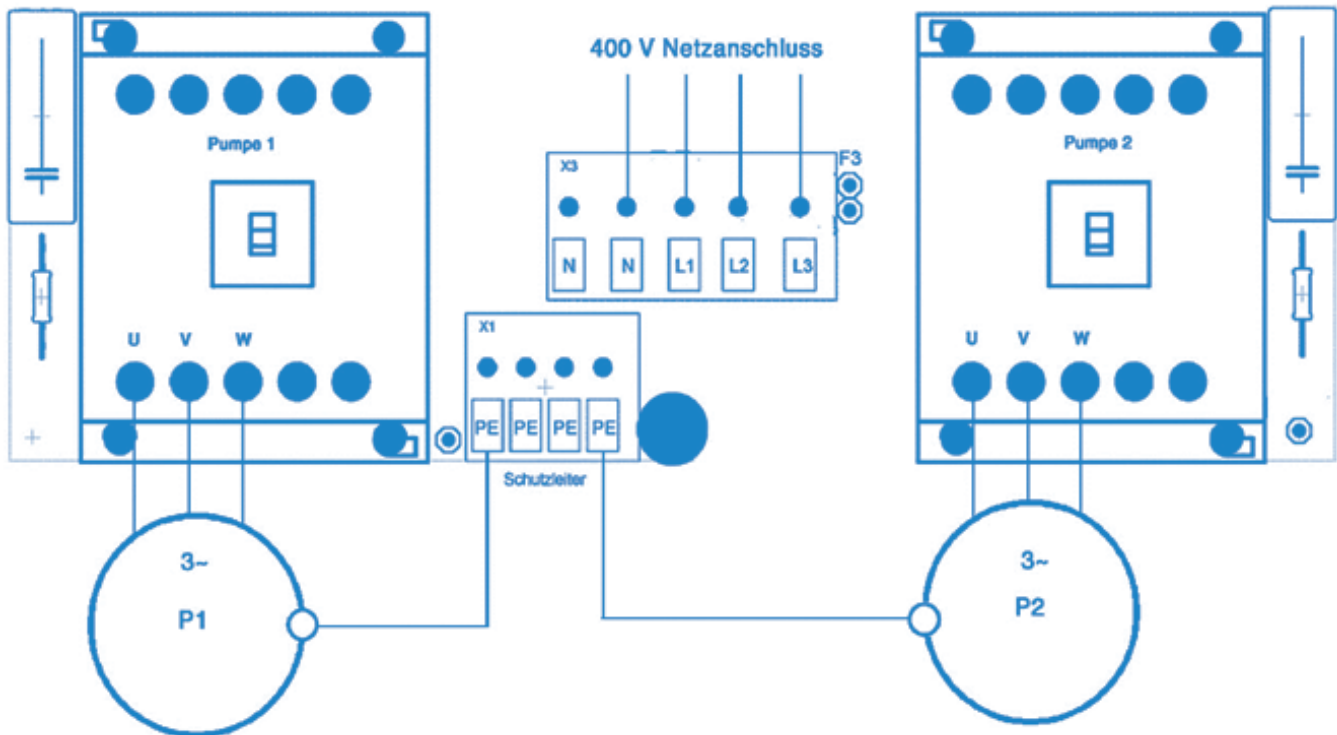 400 V Netzanschluss
Pumpe 1
Pumpe 2
X3
F3
N N L1 L2 L3
U V W
X1
U V W
PE PE PE PE
Schutzleiter
3~
P1
3~
P2